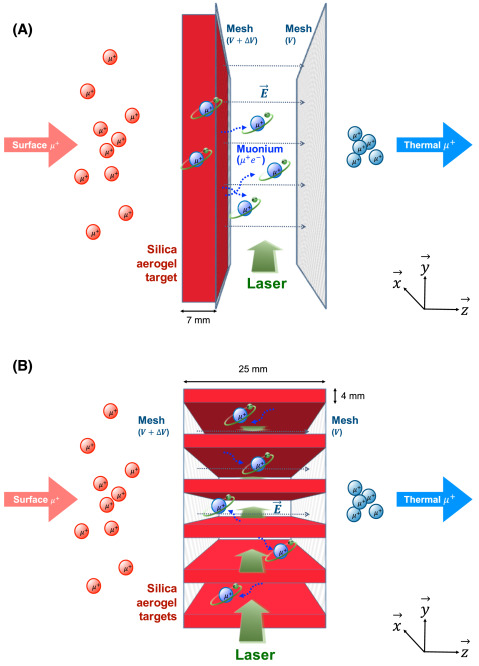 (A)
Mesh
(V + ΔV)
Mesh
(V)
μ⁺
μ⁺
μ⁺
μ⁺
μ⁺
μ⁺
μ⁺
μ⁺
μ⁺
μ⁺
μ⁺
E⃗
μ⁺
μ⁺
Muonium
(μ⁺e⁻)
μ⁺
μ⁺
μ⁺
Surface μ⁺
μ⁺
μ⁺
μ⁺
μ⁺
μ⁺
Thermal μ⁺
Silica
aerogel
target
Laser
7 mm
x⃗
y⃗
z⃗
(B)
25 mm
4 mm
Mesh
(V + ΔV)
Mesh
(V)
μ⁺
μ⁺
μ⁺
μ⁺
μ⁺
μ⁺
μ⁺
μ⁺
μ⁺
μ⁺
μ⁺
μ⁺
μ⁺
μ⁺
E⃗
μ⁺
μ⁺
Surface μ⁺
μ⁺
μ⁺
μ⁺
μ⁺
μ⁺
Thermal μ⁺
Silica
aerogel
targets
Laser
x⃗
y⃗
z⃗